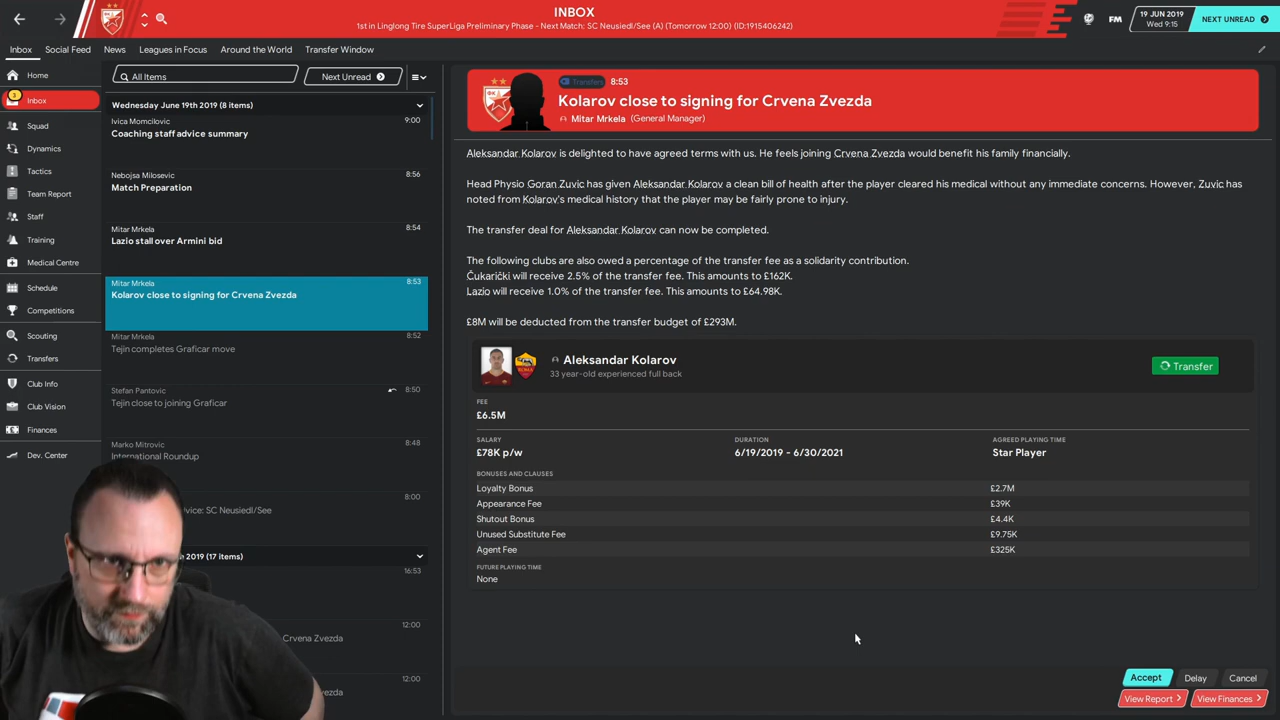 INBOX
1st in Linglong Tire SuperLiga Preliminary Phase - Next Match: SC Neusiedl/See (A) (Tomorrow 12:00) (ID:1915406242)
FM
19 JUN 2019
Wed 9:15
NEXT UNREAD
Inbox
Social Feed
News
Leagues in Focus
Around the World
Transfer Window
Home
3
Inbox
Squad
Dynamics
Tactics
Team Report
Staff
Training
Medical Centre
Schedule
Competitions
Scouting
Transfers
Club Info
Club Vision
Finances
Dev. Center
All Items
Next Unread
Wednesday June 19th 2019 (8 items)
Ivica Momcilovic 9:00
Coaching staff advice summary
Nebojsa Milosevic 8:56
Match Preparation
Mitar Mrkela 8:54
Lazio stall over Armini bid
Mitar Mrkela 8:53
Kolarov close to signing for Crvena Zvezda
Mitar Mrkela 8:52
Tejin completes Graficar move
Stefan Pantovic 8:50
Tejin close to joining Graficar
Marko Mitrovic 8:48
International Roundup
8:00
vice: SC Neusiedl/See
2019 (17 items)
16:53
12:00
Crvena Zvezda
12:00
vezda
Transfers 8:53
Kolarov close to signing for Crvena Zvezda
Mitar Mrkela (General Manager)
Aleksandar Kolarov is delighted to have agreed terms with us. He feels joining Crvena Zvezda would benefit his family financially.
Head Physio Goran Zuvic has given Aleksandar Kolarov a clean bill of health after the player cleared his medical without any immediate concerns. However, Zuvic has
noted from Kolarov's medical history that the player may be fairly prone to injury.
The transfer deal for Aleksandar Kolarov can now be completed.
The following clubs are also owed a percentage of the transfer fee as a solidarity contribution.
Čukarički will receive 2.5% of the transfer fee. This amounts to £162K.
Lazio will receive 1.0% of the transfer fee. This amounts to £64.98K.
£8M will be deducted from the transfer budget of £293M.
Aleksandar Kolarov
33 year-old experienced full back
Transfer
FEE
£6.5M
SALARY DURATION AGREED PLAYING TIME
£78K p/w 6/19/2019 - 6/30/2021 Star Player
BONUSES AND CLAUSES
Loyalty Bonus £2.7M
Appearance Fee £39K
Shutout Bonus £4.4K
Unused Substitute Fee £9.75K
Agent Fee £325K
FUTURE PLAYING TIME
None
Accept Delay Cancel
View Report View Finances